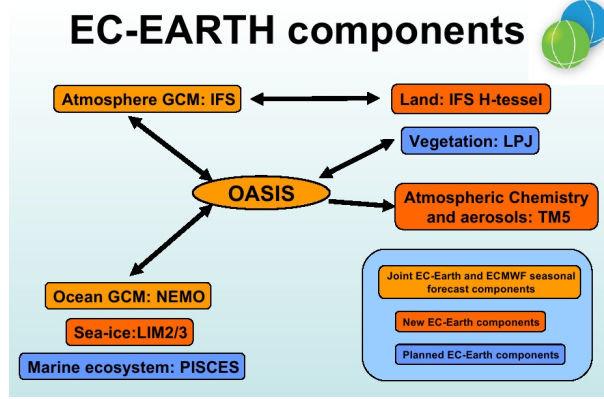 EC-EARTH components
Atmosphere GCM: IFS
Land: IFS H-tessel
Vegetation: LPJ
OASIS
Atmospheric Chemistry
and aerosols: TM5
Ocean GCM: NEMO
Sea-ice:LIM2/3
Marine ecosystem: PISCES
Joint EC-Earth and ECMWF seasonal
forecast components
New EC-Earth components
Planned EC-Earth components